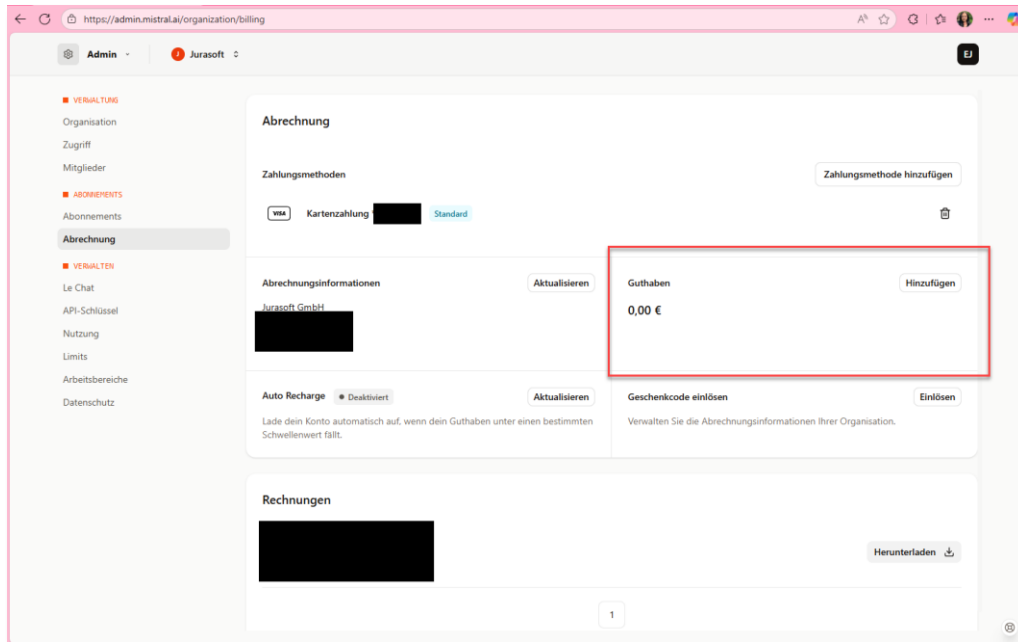 https://admin.mistral.ai/organization/billing
Admin
J Jurasoft
EJ
VERWALTUNG
Organisation
Zugriff
Mitglieder
ABONNEMENTS
Abonnements
Abrechnung
VERWALTEN
Le Chat
API-Schlüssel
Nutzung
Limits
Arbeitsbereiche
Datenschutz
Abrechnung
Zahlungsmethoden
Zahlungsmethode hinzufügen
VISA Kartenzahlung Standard
Abrechnungsinformationen
Aktualisieren
Jurasoft GmbH
Guthaben
Hinzufügen
0,00 €
Auto Recharge Deaktiviert
Aktualisieren
Lade dein Konto automatisch auf, wenn dein Guthaben unter einen bestimmten
Schwellenwert fällt.
Geschenkcode einlösen
Einlösen
Verwalten Sie die Abrechnungsinformationen Ihrer Organisation.
Rechnungen
Herunterladen
1